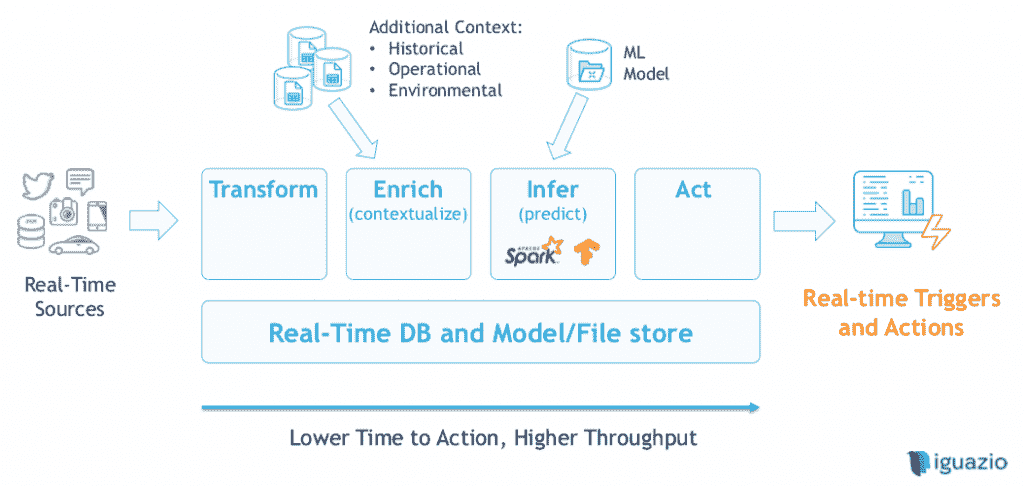 Additional Context:
• Historical
• Operational
• Environmental
ML
Model
Transform
Enrich
(contextualize)
Infer
(predict)
APACHE
Spark
Act
Real-Time
Sources
Real-time Triggers
and Actions
Real-Time DB and Model/File store
Lower Time to Action, Higher Throughput
iguazio